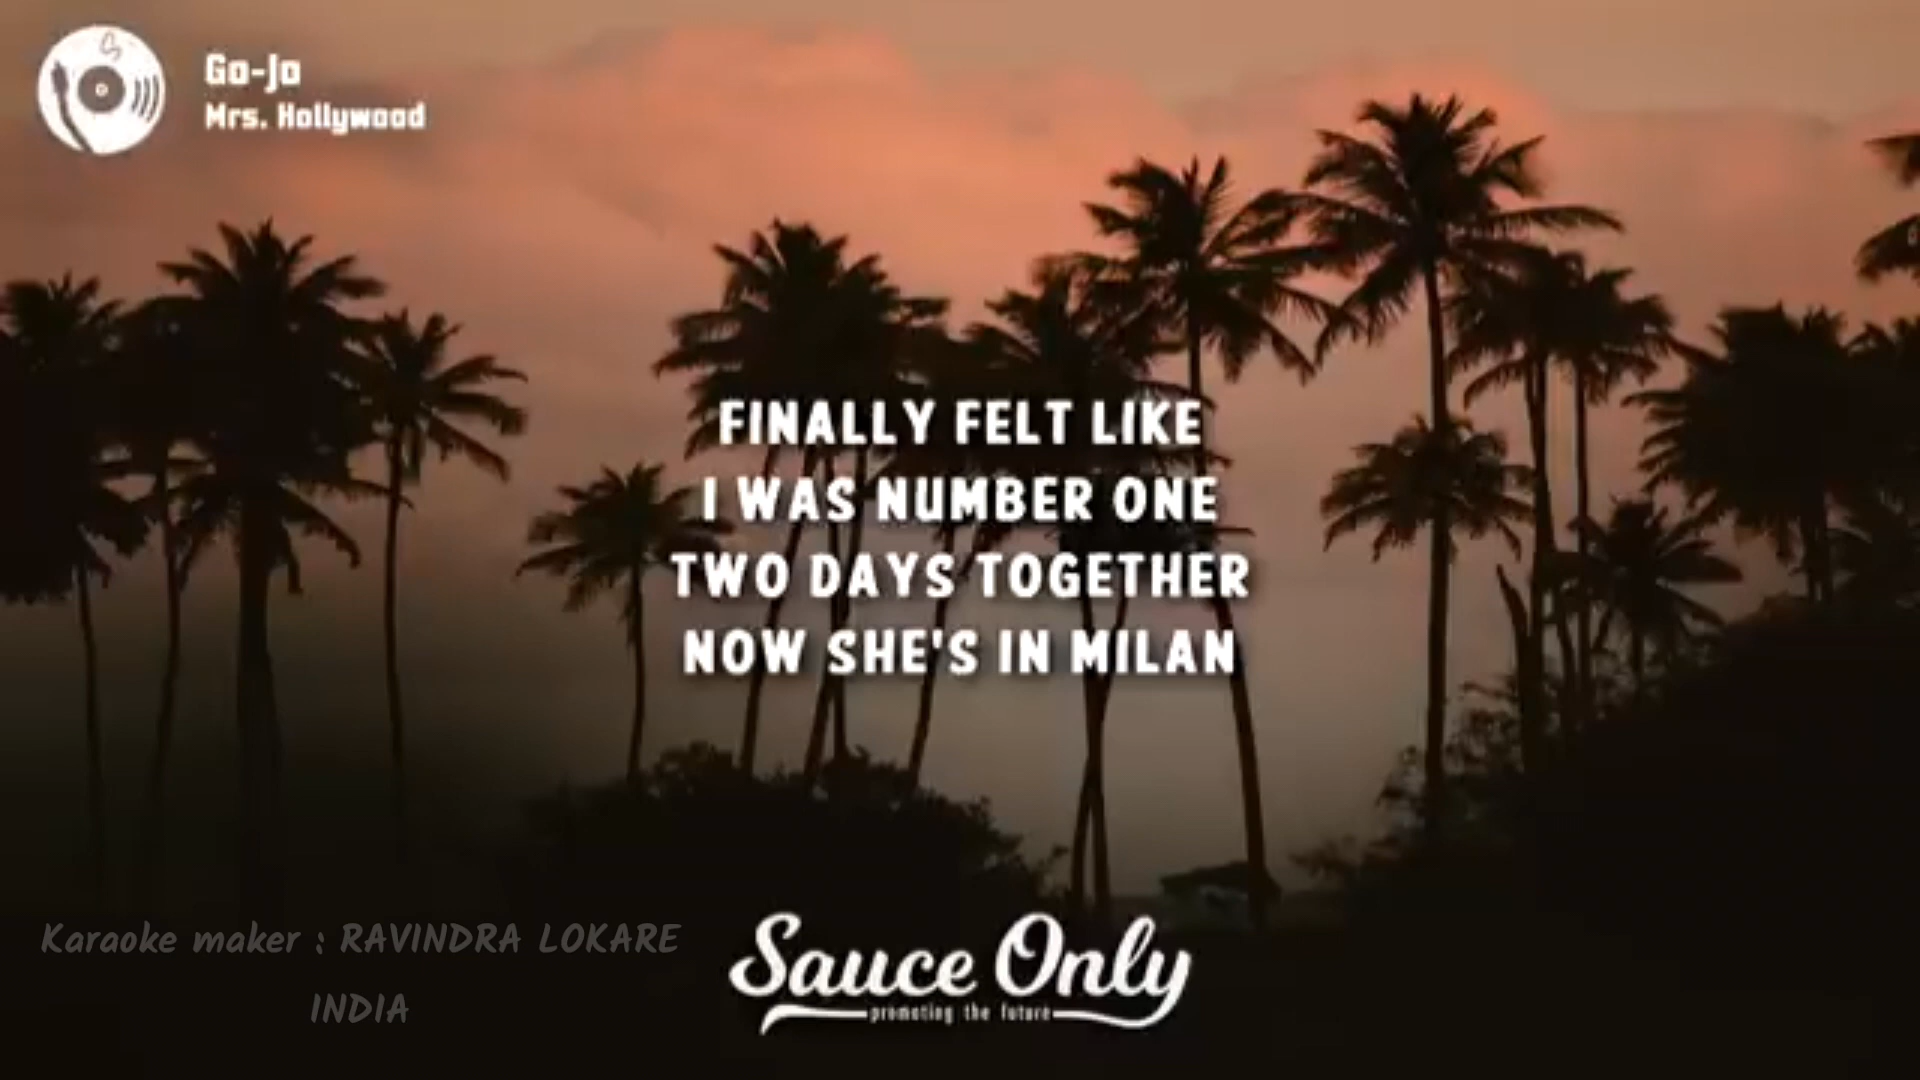 Go-Jo
Mrs. Hollywood
FINALLY FELT LIKE
I WAS NUMBER ONE
TWO DAYS TOGETHER
NOW SHE'S IN MILAN
Karaoke maker : RAVINDRA LOKARE
INDIA
Sauce Only
promoting the future